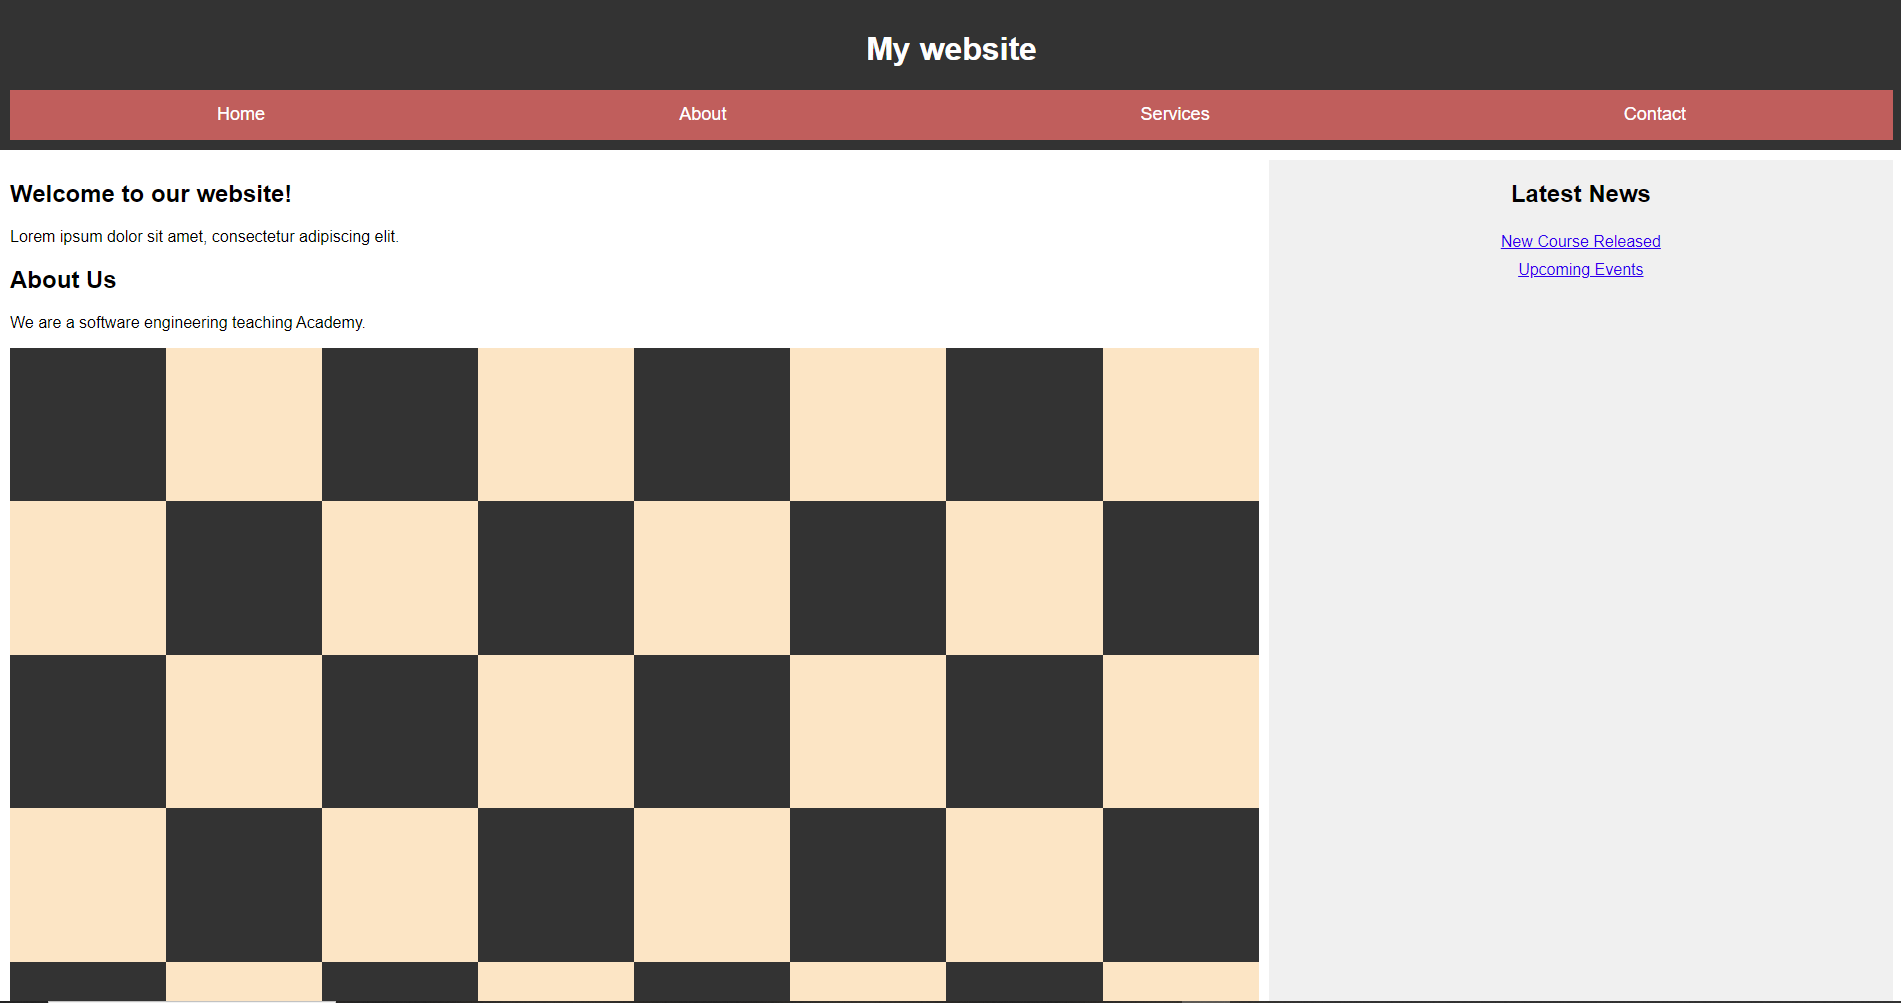 My website
Home About Services Contact
Welcome to our website!
Lorem ipsum dolor sit amet, consectetur adipiscing elit.
About Us
We are a software engineering teaching Academy.
Latest News
New Course Released
Upcoming Events